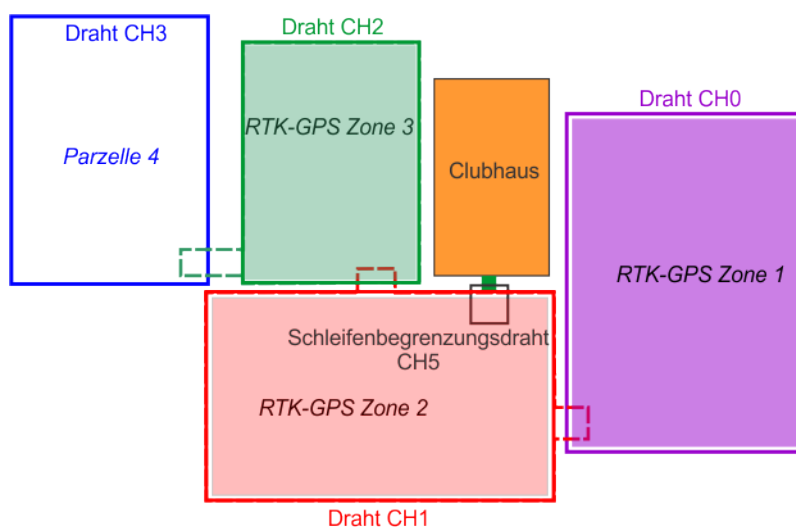 Draht CH3
Draht CH2
Draht CH0
RTK-GPS Zone 3
Parzelle 4
Clubhaus
RTK-GPS Zone 1
Schleifenbegrenzungsdraht
CH5
RTK-GPS Zone 2
Draht CH1